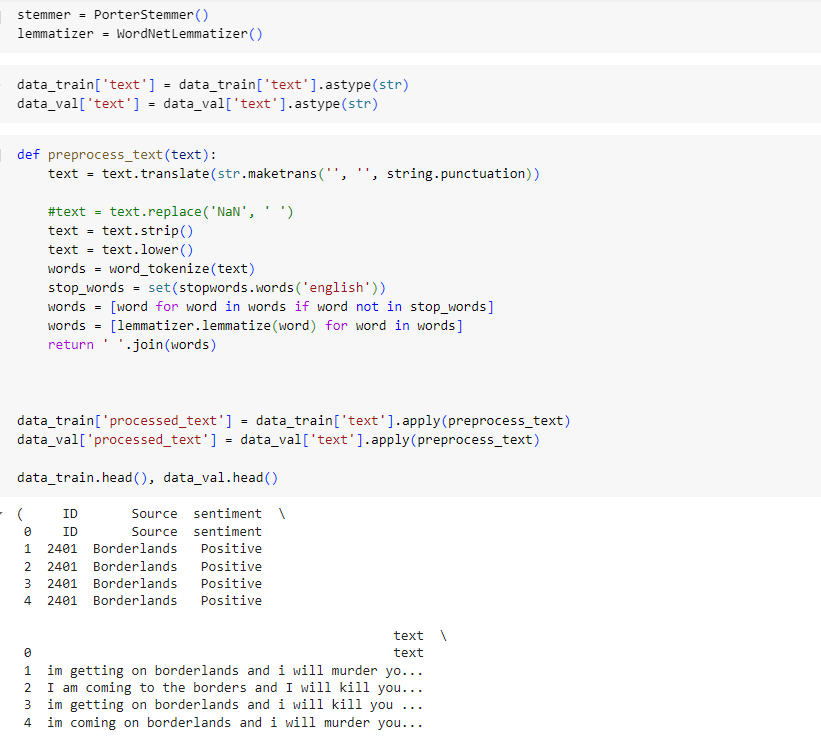 stemmer = PorterStemmer()
lemmatizer = WordNetLemmatizer()
data_train['text'] = data_train['text'].astype(str)
data_val['text'] = data_val['text'].astype(str)
def preprocess_text(text):
    text = text.translate(str.maketrans('', '', string.punctuation))
    #text = text.replace('NaN', ' ')
    text = text.strip()
    text = text.lower()
    words = word_tokenize(text)
    stop_words = set(stopwords.words('english'))
    words = [word for word in words if word not in stop_words]
    words = [lemmatizer.lemmatize(word) for word in words]
    return ' '.join(words)
data_train['processed_text'] = data_train['text'].apply(preprocess_text)
data_val['processed_text'] = data_val['text'].apply(preprocess_text)
data_train.head(), data_val.head()
(     ID       Source  sentiment  \
 0    ID       Source  sentiment
 1  2401  Borderlands   Positive
 2  2401  Borderlands   Positive
 3  2401  Borderlands   Positive
 4  2401  Borderlands   Positive
                                                text  \
 0                                              text
 1  im getting on borderlands and i will murder yo...
 2  I am coming to the borders and I will kill you...
 3  im getting on borderlands and i will kill you ...
 4  im coming on borderlands and i will murder you...